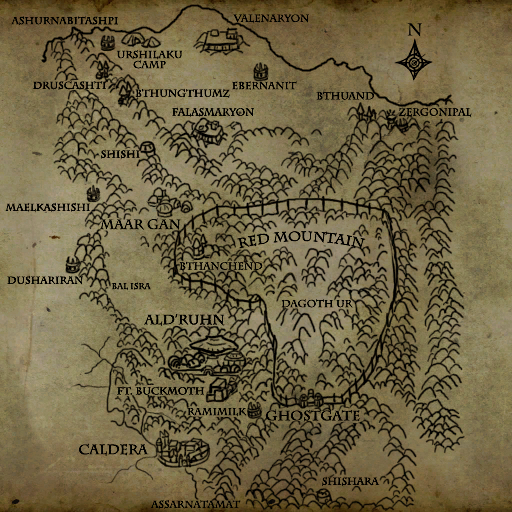 VALENARYON
ASHURNABITASHPI
N
URSHILAKU
CAMP
DRUSCASHTI
EBERNANIT
BTHUNGTHUMZ
BTHUAND
FALASMARYON
ZERGONIPAL
SHISHI
MAELKASHISHI
MAAR GAN
RED MOUNTAIN
BTHANCHEND
DUSHARIRAN
BAL ISRA
DAGOTH UR
ALD'RUHN
FT. BUCKMOTH
RAMIMILK
GHOSTGATE
CALDERA
SHISHARA
ASSARNATAMAT